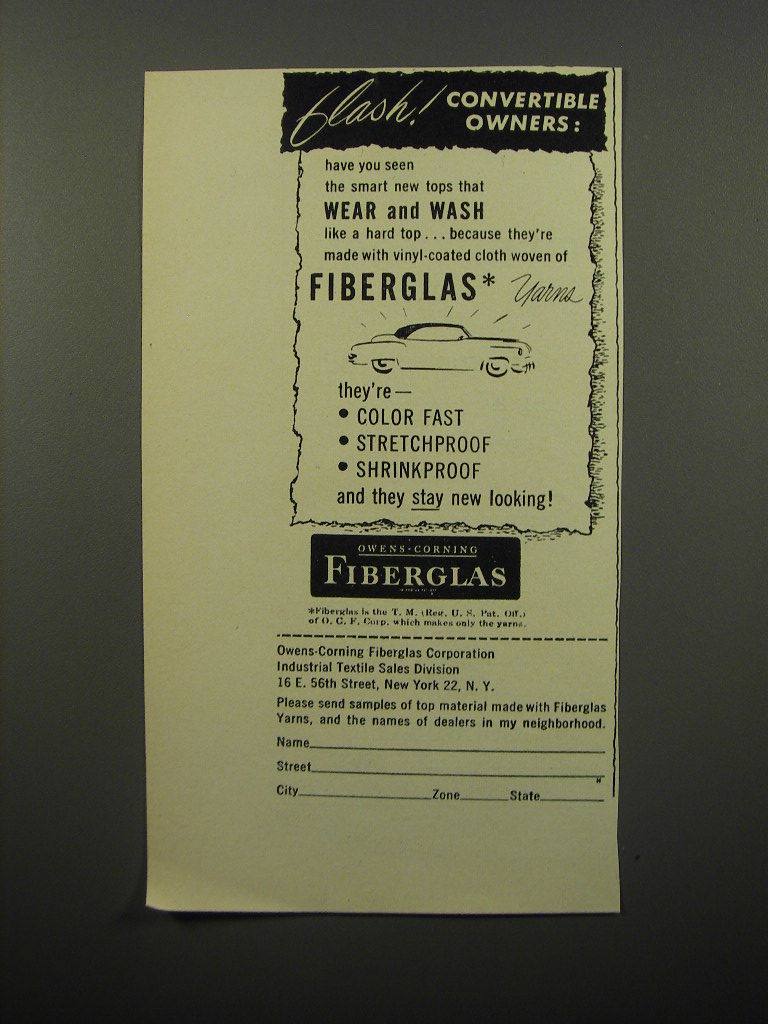 flash! CONVERTIBLE
OWNERS:
have you seen
the smart new tops that
WEAR and WASH
like a hard top . . . because they're
made with vinyl-coated cloth woven of
FIBERGLAS* Yarns
they're—
• COLOR FAST
• STRETCHPROOF
• SHRINKPROOF
and they stay new looking!
OWENS-CORNING
FIBERGLAS
*Fiberglas is the T. M. (Reg. U. S. Pat. Off.)
of O. C. F. Corp. which makes only the yarns.
Owens-Corning Fiberglas Corporation
Industrial Textile Sales Division
16 E. 56th Street, New York 22, N. Y.
Please send samples of top material made with Fiberglas
Yarns, and the names of dealers in my neighborhood.
Name
Street
City Zone State